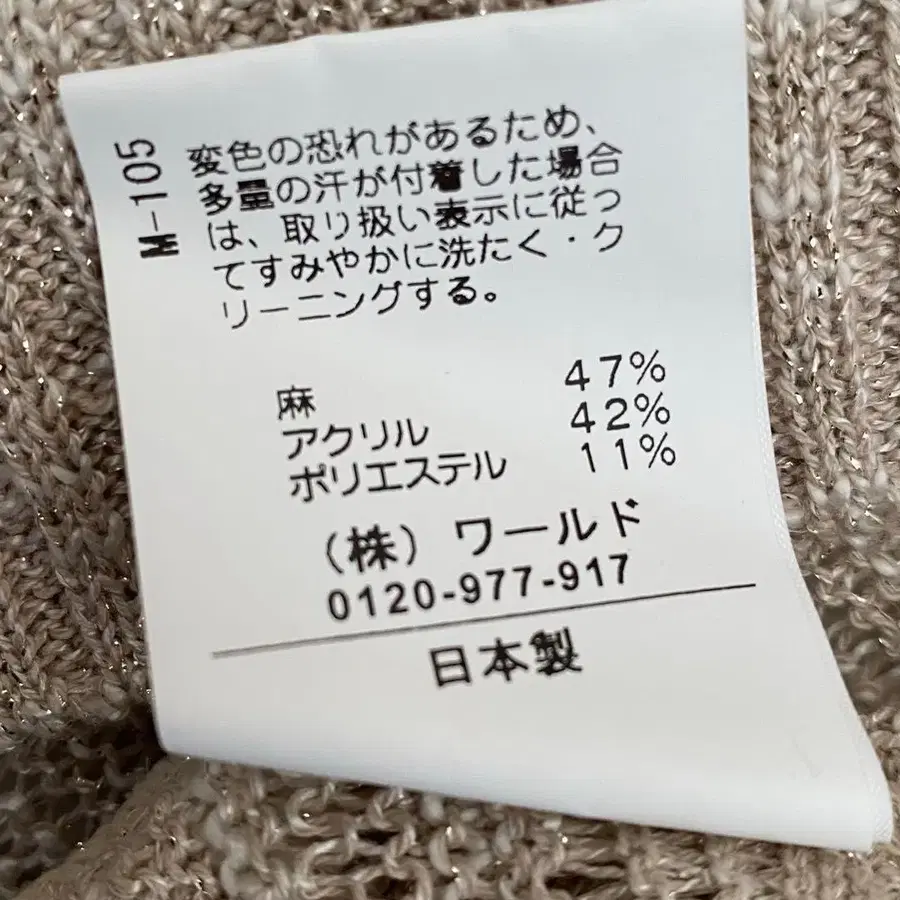 M-105
変色の恐れがあるため、
多量の汗が付着した場合
は、取り扱い表示に従っ
てすみやかに洗たく・ク
リーニングする。
麻 47%
アクリル 42%
ポリエステル 11%
(株) ワールド
0120-977-917
日本製